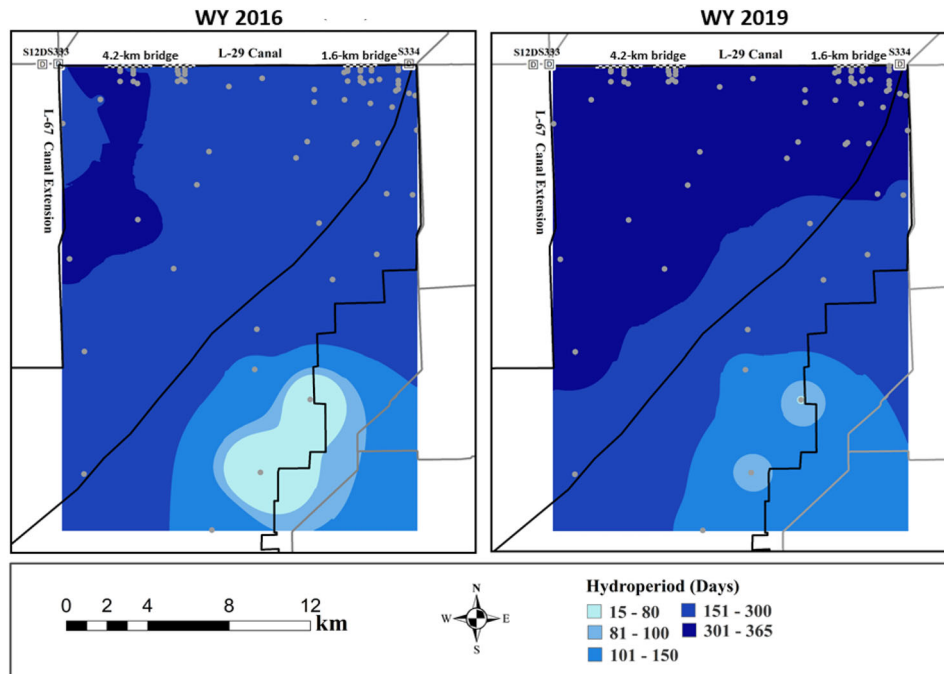 WY 2016
WY 2019
S12DS333
4.2-km bridge
L-29 Canal
1.6-km bridge
S334
D
D
D
L-67 Canal Extension
S12DS333
4.2-km bridge
L-29 Canal
1.6-km bridge
S334
D
D
D
L-67 Canal Extension
0 2 4 8 12
km
N
W E
S
Hydroperiod (Days)
15 - 80
151 - 300
81 - 100
301 - 365
101 - 150